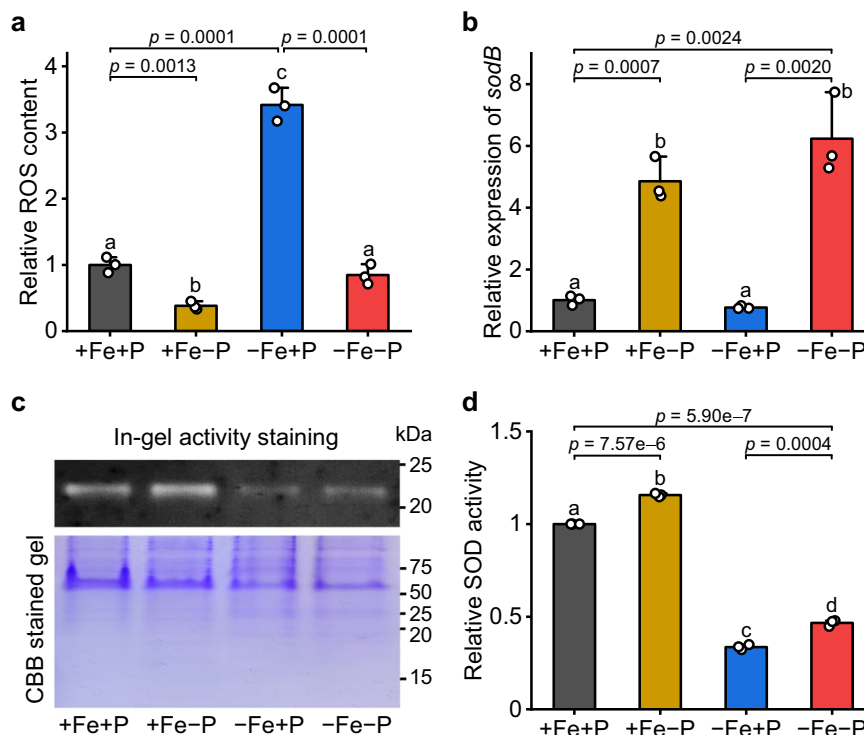 a
p = 0.0001
p = 0.0001
p = 0.0013
Relative ROS content
4
3
2
1
0
a
b
c
a
+Fe+P
+Fe−P
−Fe+P
−Fe−P
b
p = 0.0024
p = 0.0007
p = 0.0020
Relative expression of sodB
8
6
4
2
0
a
b
a
b
+Fe+P
+Fe−P
−Fe+P
−Fe−P
c
In-gel activity staining
kDa
25
20
CBB stained gel
75
50
25
20
15
+Fe+P
+Fe−P
−Fe+P
−Fe−P
d
p = 5.90e−7
p = 7.57e−6
p = 0.0004
Relative SOD activity
1.5
1
0.5
0
a
b
c
d
+Fe+P
+Fe−P
−Fe+P
−Fe−P